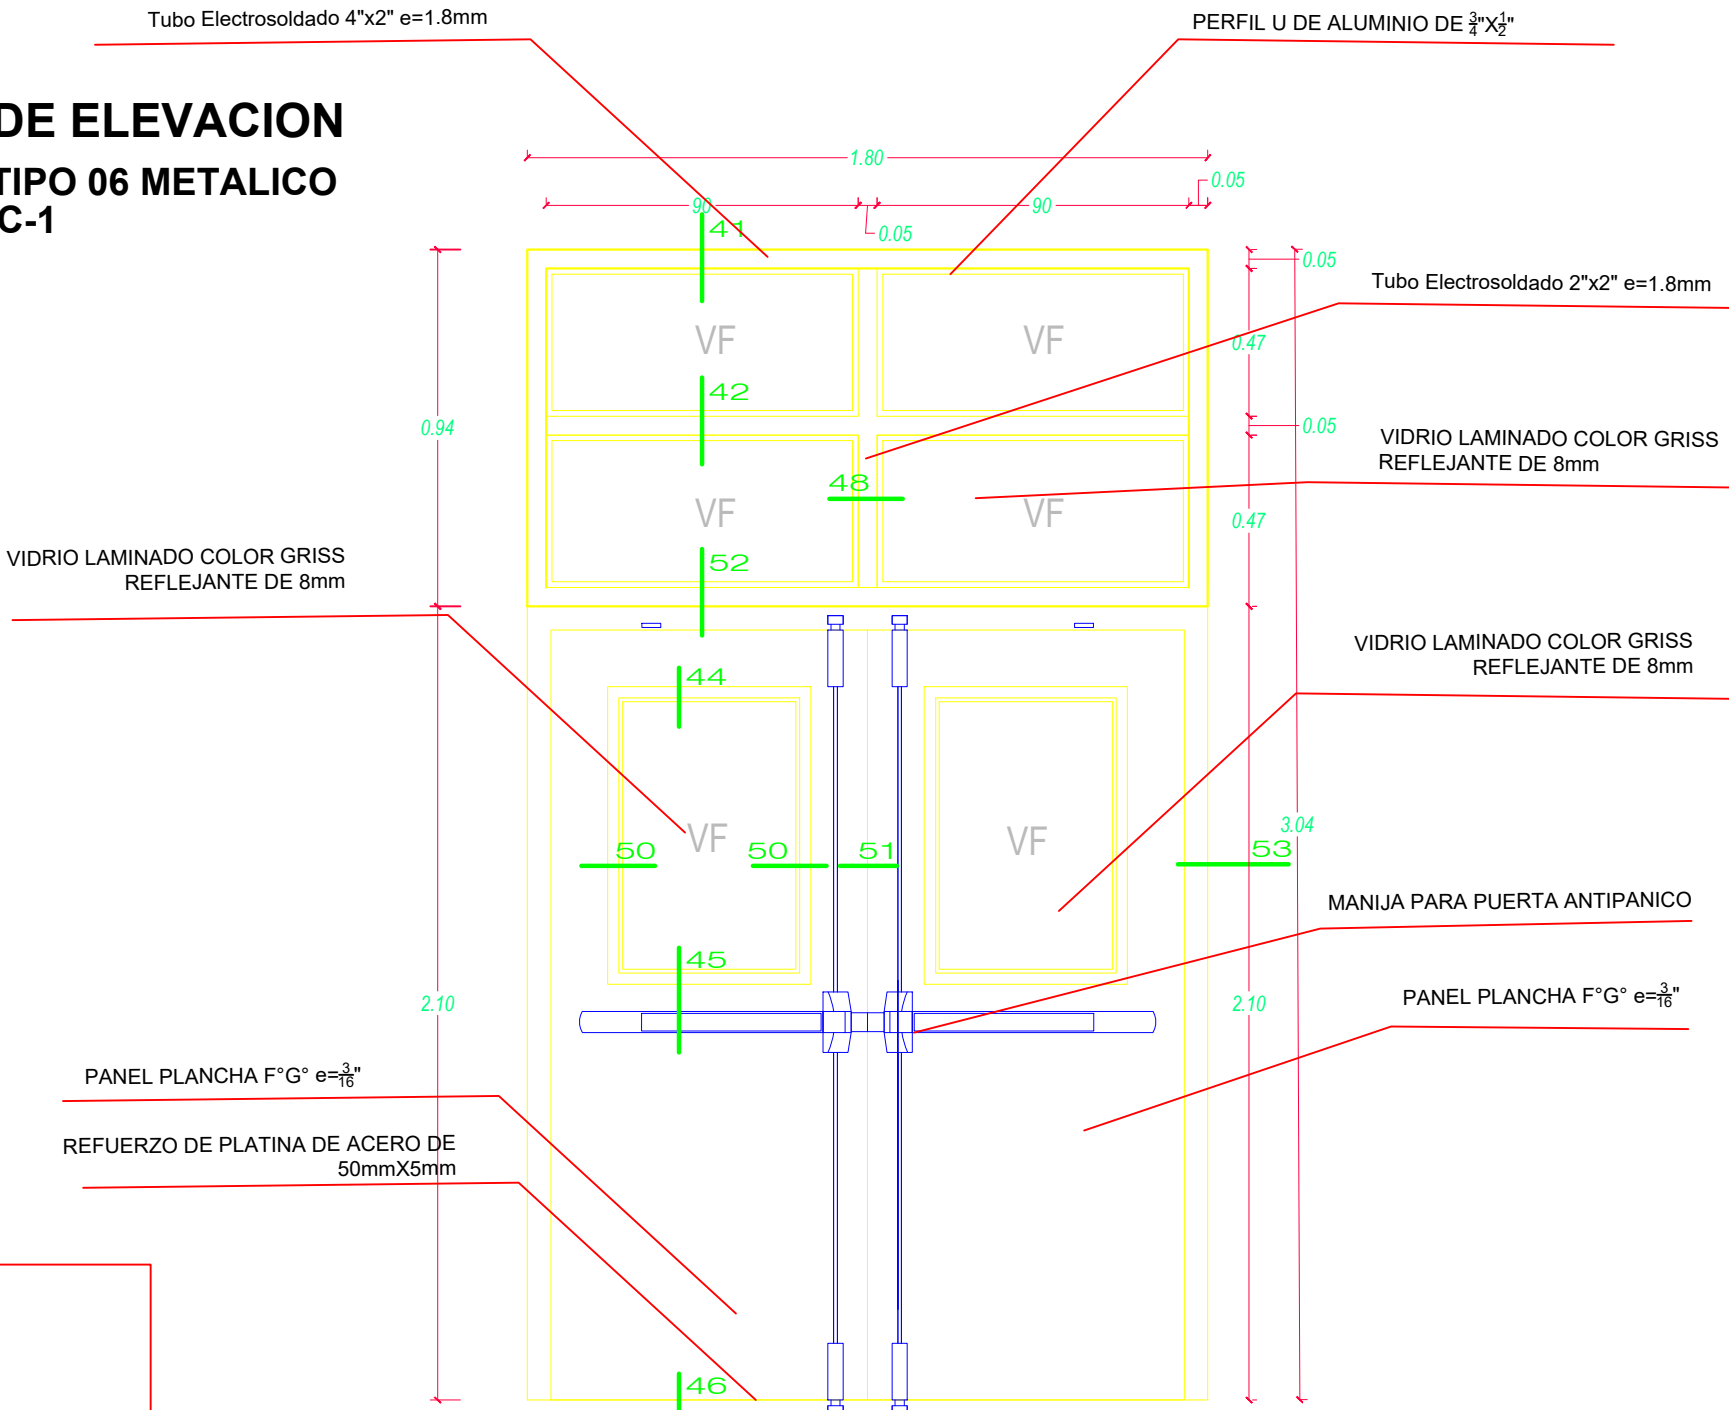 Tubo Electrosoldado 4"x2" e=1.8mm
PERFIL U DE ALUMINIO DE 3/4"X1/2"
DE ELEVACION
TIPO 06 METALICO
C-1
1.80
0.05
90
90
0.05
41
0.05
Tubo Electrosoldado 2"x2" e=1.8mm
VF
VF
0.47
42
0.94
0.05
VIDRIO LAMINADO COLOR GRISS
REFLEJANTE DE 8mm
48
VF
VF
0.47
VIDRIO LAMINADO COLOR GRISS
REFLEJANTE DE 8mm
52
VIDRIO LAMINADO COLOR GRISS
REFLEJANTE DE 8mm
44
VF
VF
3.04
50
50
51
53
MANIJA PARA PUERTA ANTIPANICO
45
2.10
2.10
PANEL PLANCHA F°G° e=3/16"
PANEL PLANCHA F°G° e=3/16"
REFUERZO DE PLATINA DE ACERO DE
50mmX5mm
46